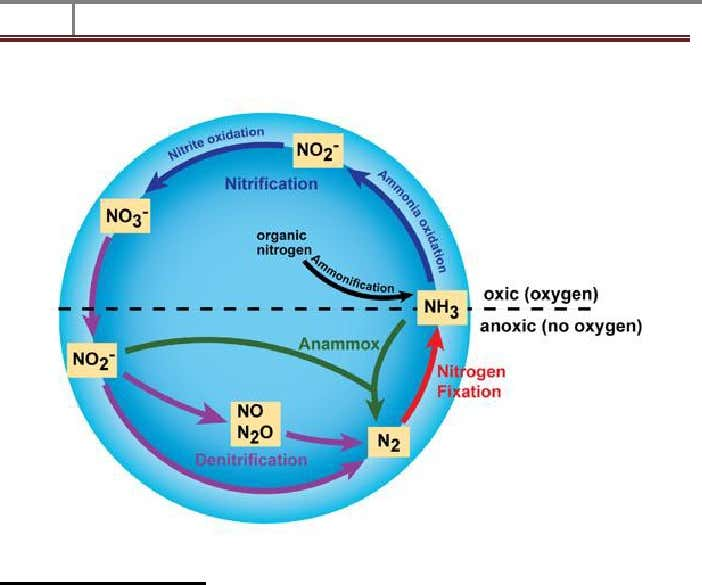 Nitrite oxidation
NO2-
Nitrification
Ammonia oxidation
NO3-
organic
nitrogen
Ammonification
NH3
oxic (oxygen)
anoxic (no oxygen)
NO2-
Anammox
Nitrogen
Fixation
NO
N2O
N2
Denitrification